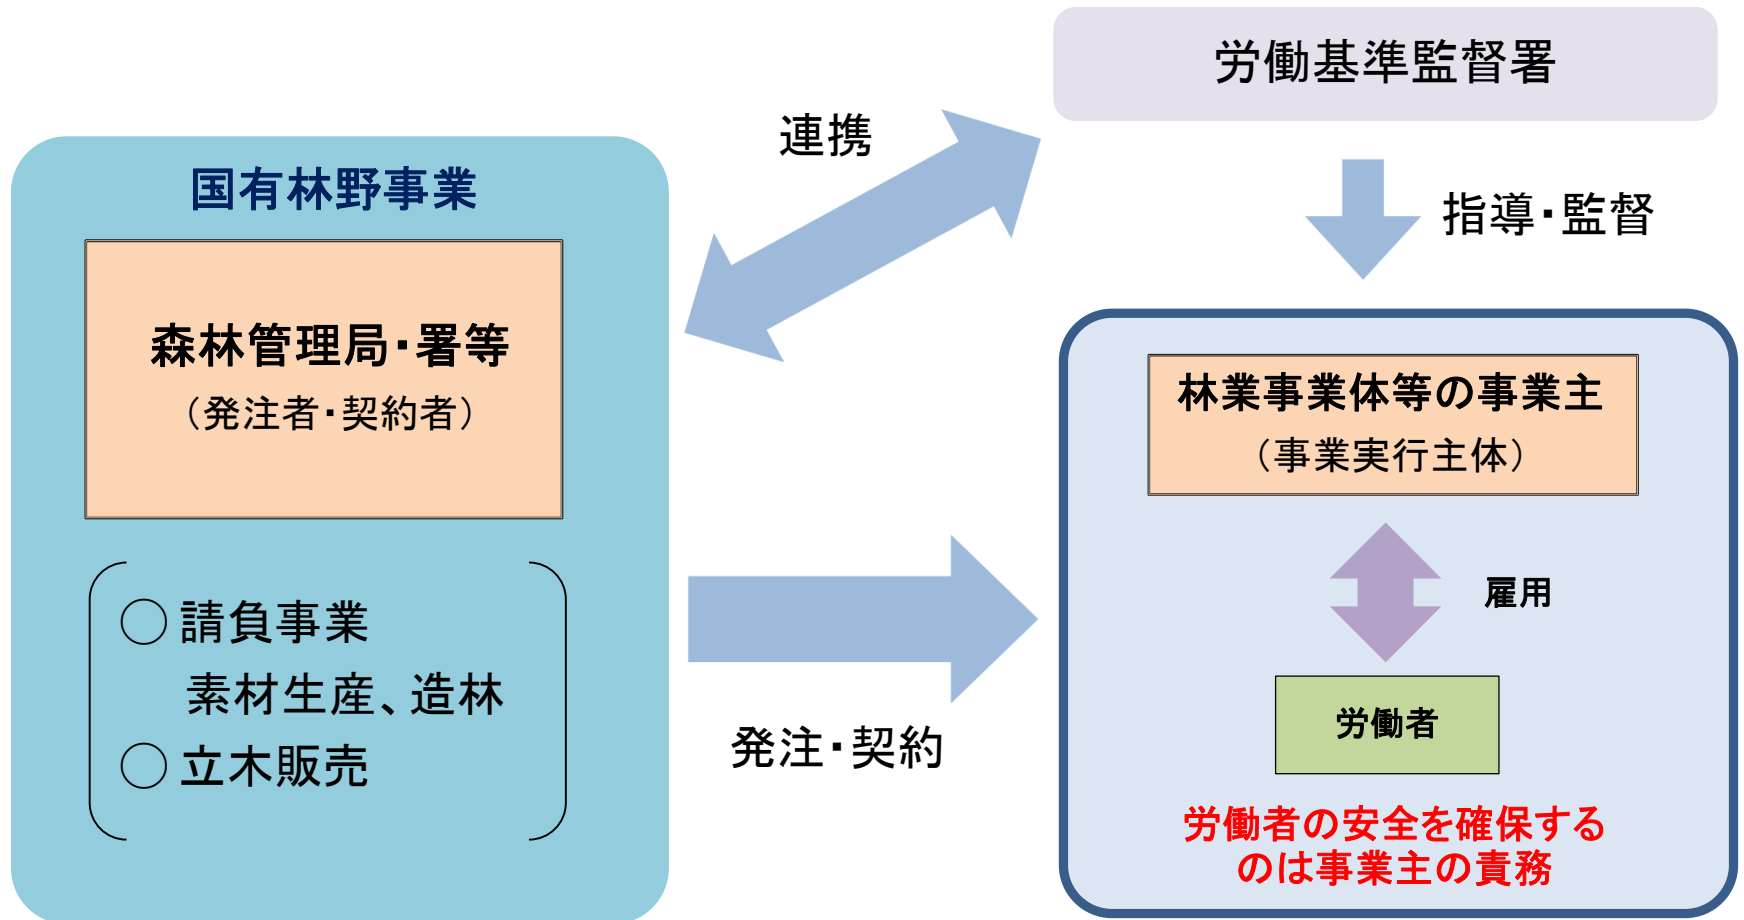 労働基準監督署
連携
指導・監督
国有林野事業
森林管理局・署等
（発注者・契約者）
○請負事業
素材生産、造林
○立木販売
発注・契約
林業事業体等の事業主
（事業実行主体）
雇用
労働者
労働者の安全を確保する
のは事業主の責務